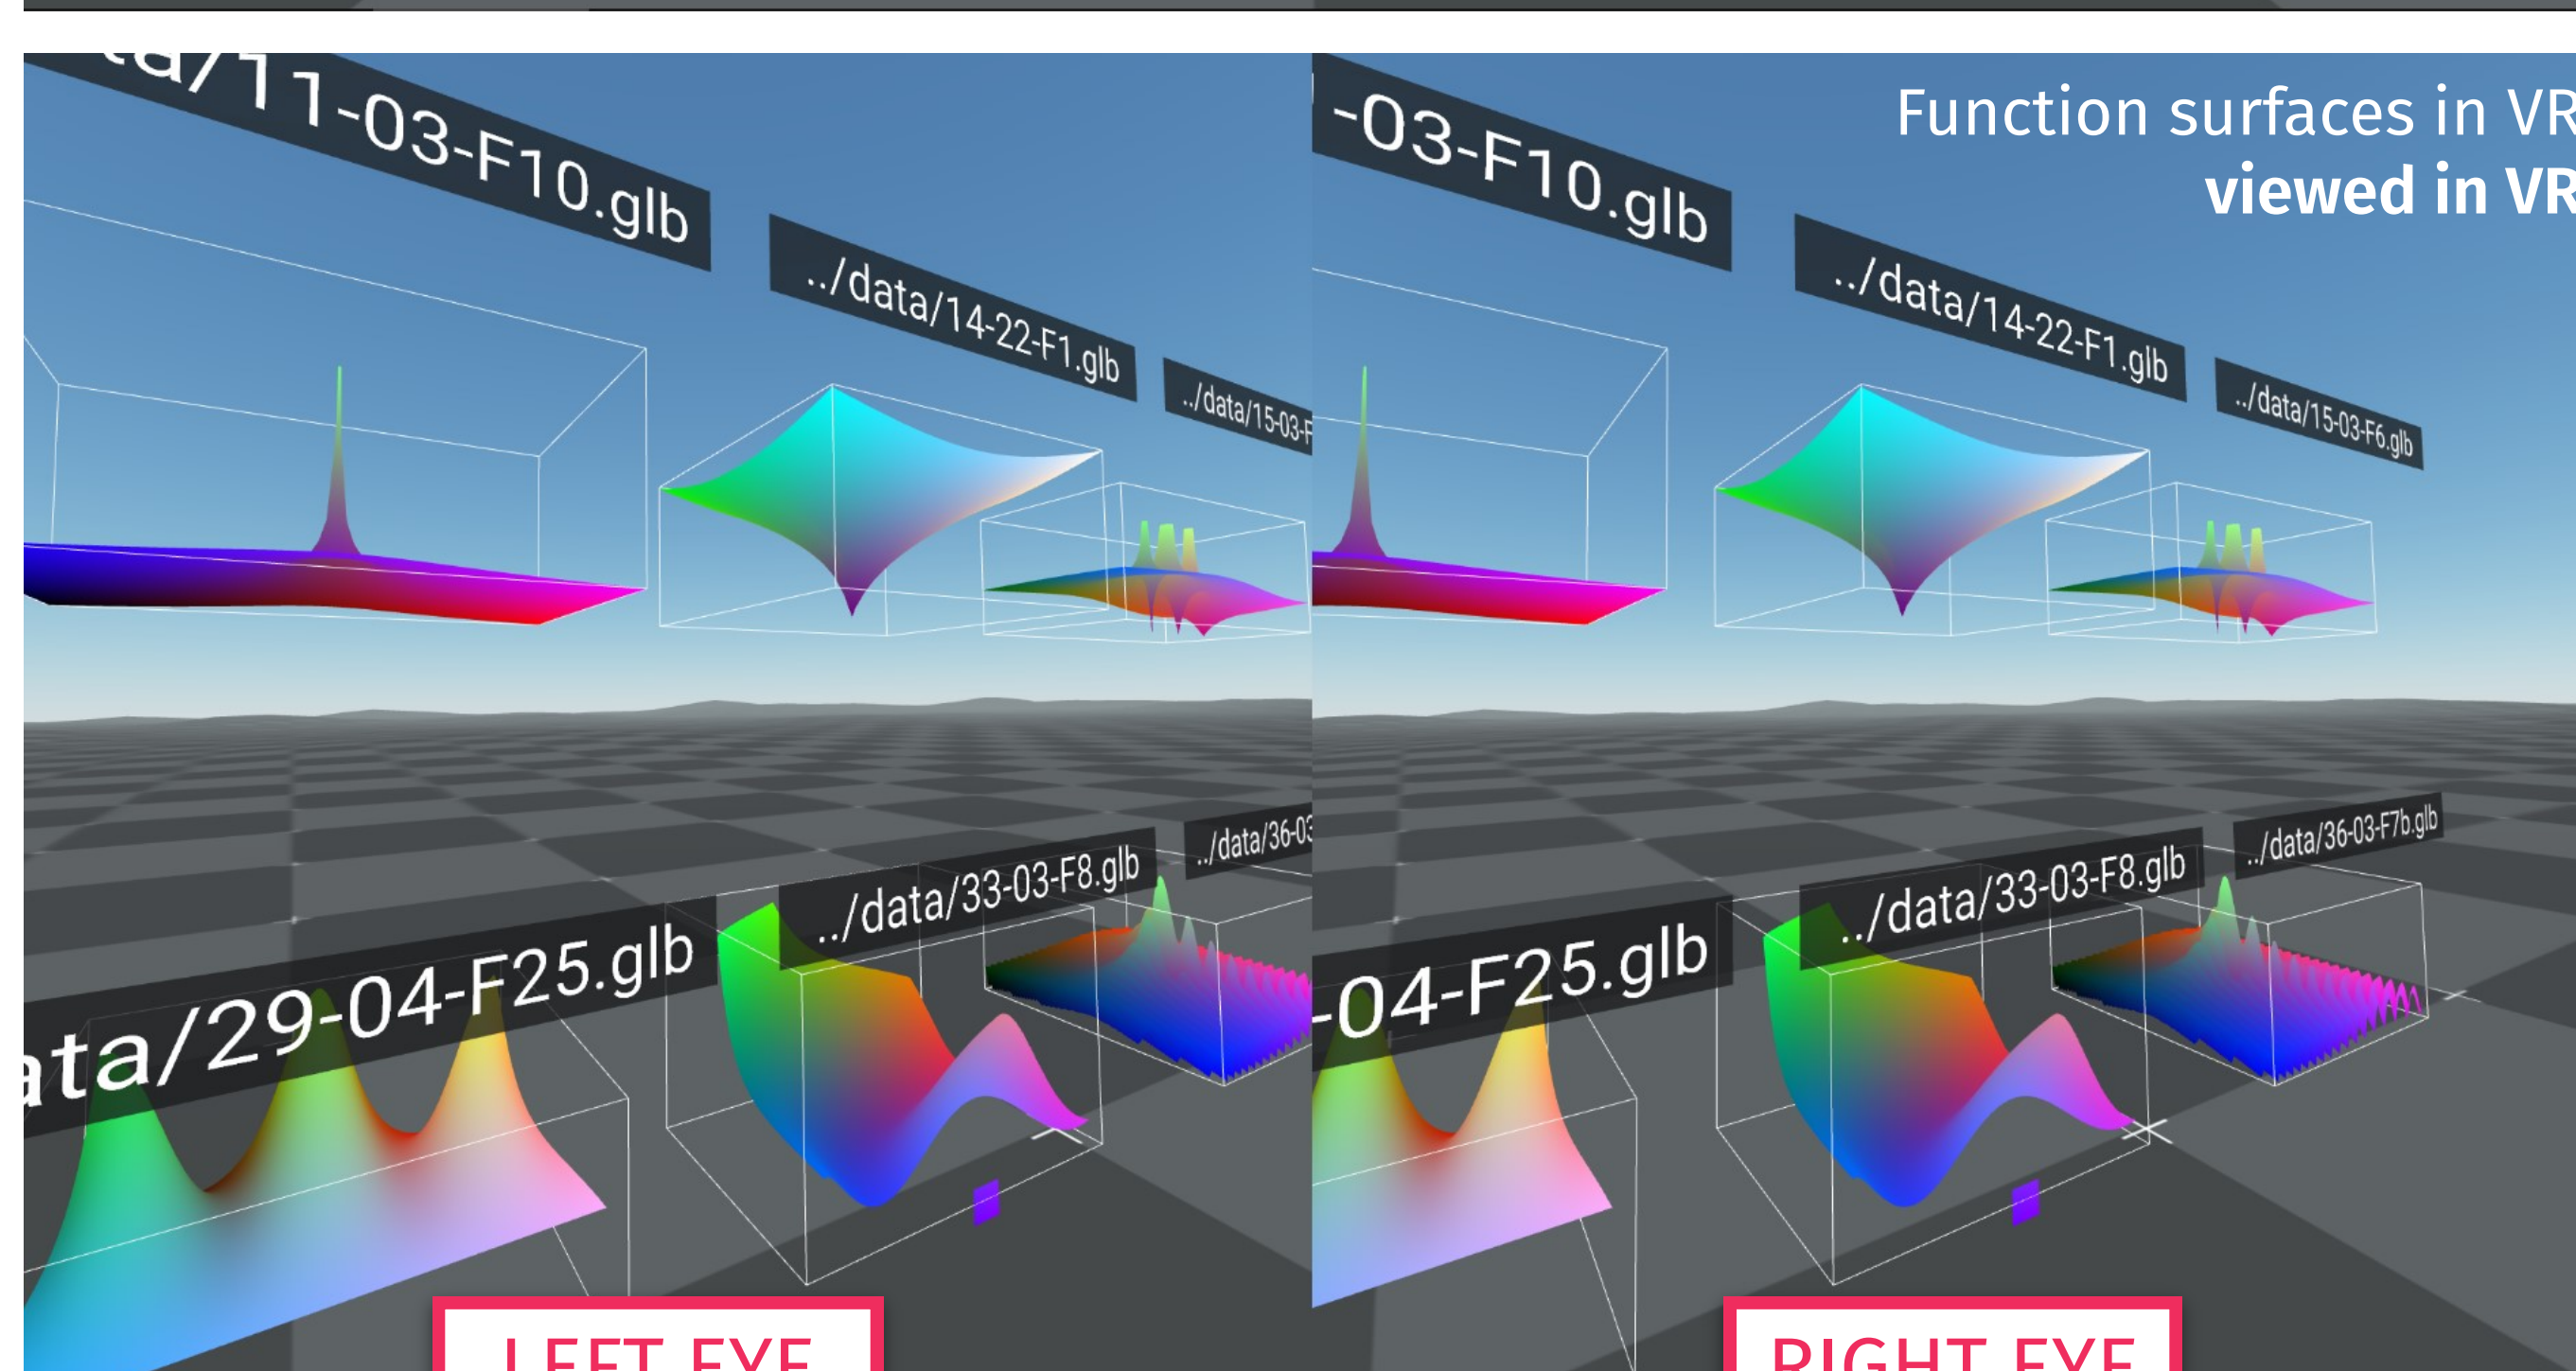 ta/11-03-F10.glb
../data/14-22-F1.glb
../data/15-03-F
-03-F10.glb
../data/14-22-F1.glb
../data/15-03-F6.glb
Function surfaces in VR
viewed in VR
ata/29-04-F25.glb
../data/33-03-F8.glb
../data/36-03
-04-F25.glb
../data/33-03-F8.glb
../data/36-03-F7b.glb
LEFT EYE
RIGHT EYE